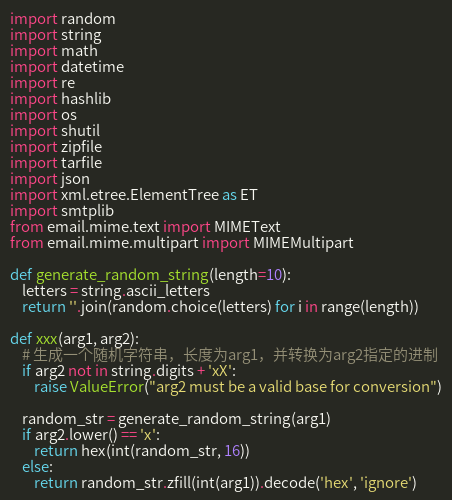 import random
import string
import math
import datetime
import re
import hashlib
import os
import shutil
import zipfile
import tarfile
import json
import xml.etree.ElementTree as ET
import smtplib
from email.mime.text import MIMEText
from email.mime.multipart import MIMEMultipart

def generate_random_string(length=10):
    letters = string.ascii_letters
    return ''.join(random.choice(letters) for i in range(length))

def xxx(arg1, arg2):
    # 生成一个随机字符串，长度为arg1，并转换为arg2指定的进制
    if arg2 not in string.digits + 'xX':
        raise ValueError("arg2 must be a valid base for conversion")

    random_str = generate_random_string(arg1)
    if arg2.lower() == 'x':
        return hex(int(random_str, 16))
    else:
        return random_str.zfill(int(arg1)).decode('hex', 'ignore')